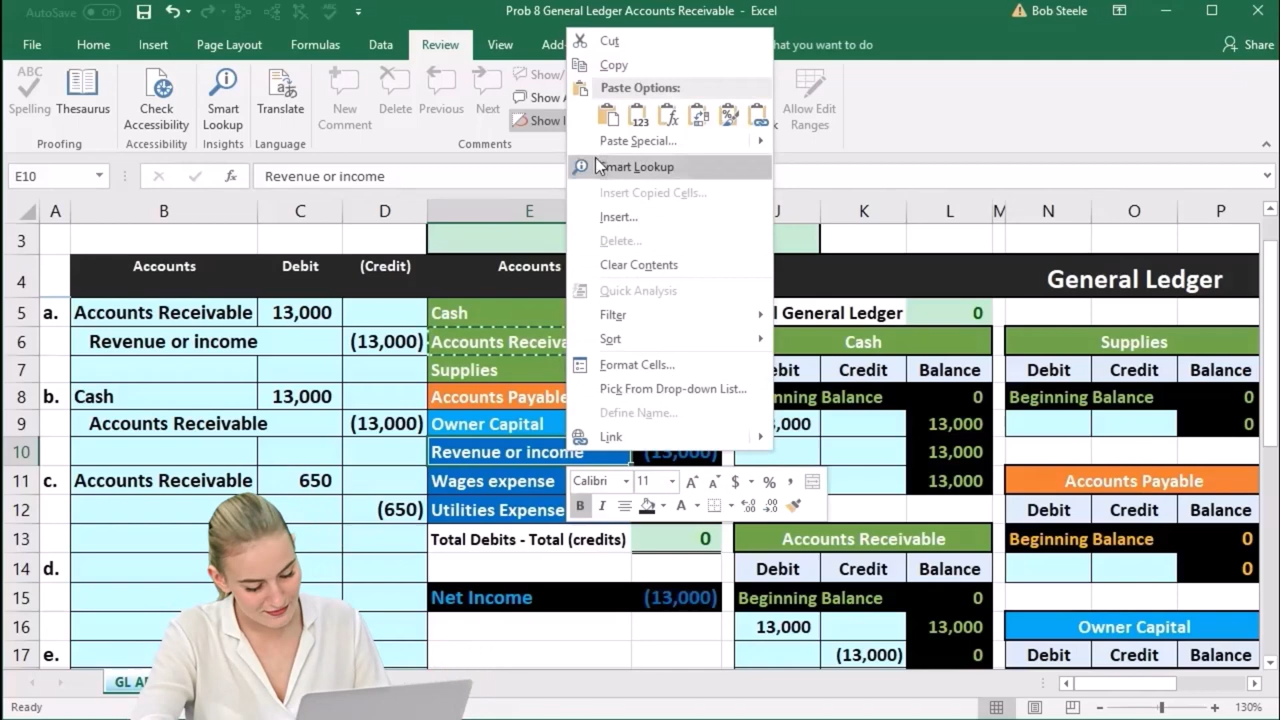 AutoSave Off
Prob 8 General Ledger Accounts Receivable - Excel
Bob Steele
File Home Insert Page Layout Formulas Data Review View Add- hat you want to do Share
ABC
Spelling Thesaurus Check Accessibility Smart Lookup Translate New Comment Delete Previous Next Show/ Show A Show I Allow Edit Ranges
Proofing Accessibility Insights Language Comments
E10 fx Revenue or income
Cut
Copy
Paste Options:
123 fx %
Paste Special...
Smart Lookup
Insert Copied Cells...
Insert...
Delete...
Clear Contents
Quick Analysis
Filter
Sort
Format Cells...
Pick From Drop-down List...
Define Name...
Link
Calibri 11 A A $ % ,
B I A .00 .0
A B C D E J K L M N O P
3
4 Accounts Debit (Credit) Accounts General Ledger
5 a. Accounts Receivable 13,000 Cash l General Ledger 0
6 Revenue or income (13,000) Accounts Receiva Cash Supplies
7 Supplies ebit Credit Balance Debit Credit Balance
8 b. Cash 13,000 Accounts Payable nning Balance 0 Beginning Balance 0
9 Accounts Receivable (13,000) Owner Capital ,000 13,000 0
10 Revenue or income (13,000) 13,000
11 c. Accounts Receivable 650 Wages expense 13,000 Accounts Payable
12 (650) Utilities Expense Debit Credit Balance
13 Total Debits - Total (credits) 0 Accounts Receivable Beginning Balance 0
14 d. Debit Credit Balance 0
15 Net Income (13,000) Beginning Balance 0
16 13,000 13,000 Owner Capital
17 e. (13,000) 0 Debit Credit Balance
GL A
Ready 130%